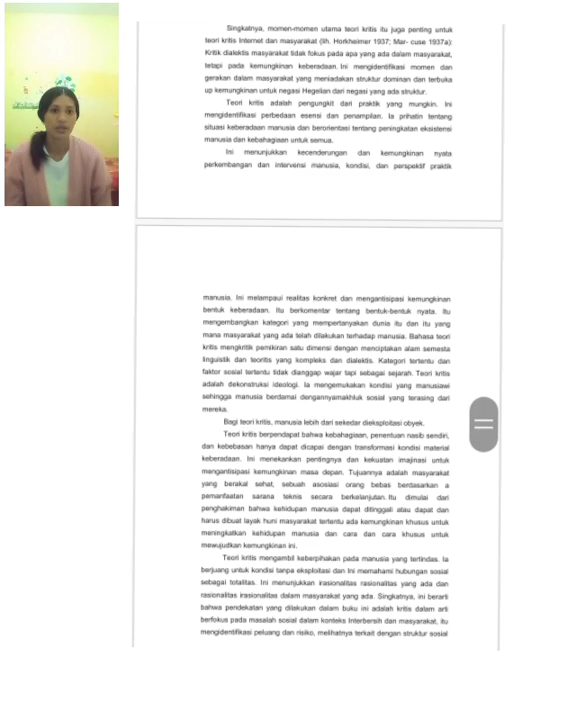 Singkatnya, momen-momen utama teori kritis itu juga penting untuk
teori kritis Internet dan masyarakat (lih. Horkheimer 1937; Mar- cuse 1937a):
Kritik dialektis masyarakat tidak fokus pada apa yang ada dalam masyarakat,
tetapi pada kemungkinan keberadaan. Ini mengidentifikasi momen dan
gerakan dalam masyarakat yang meniadakan struktur dominan dan terbuka
up kemungkinan untuk negasi Hegelian dari negasi yang ada struktur.
Teori kritis adalah pengungkit dari praktik yang mungkin. Ini
mengidentifikasi perbedaan esensi dan penampilan. Ia prihatin tentang
situasi keberadaan manusia dan berorientasi tentang peningkatan eksistensi
manusia dan kebahagiaan untuk semua.
Ini menunjukkan kecenderungan dan kemungkinan nyata
perkembangan dan intervensi manusia, kondisi, dan perspektif praktik
manusia. Ini melampaui realitas konkret dan mengantisipasi kemungkinan
bentuk keberadaan. Itu berkomentar tentang bentuk-bentuk nyata. Itu
mengembangkan kategori yang mempertanyakan dunia itu dan itu yang
mana masyarakat yang ada telah dilakukan terhadap manusia. Bahasa teori
kritis mengkritik pemikiran satu dimensi dengan menciptakan alam semesta
linguistik dan teoritis yang kompleks dan dialektis. Kategori tertentu dan
faktor sosial tertentu tidak dianggap wajar tapi sebagai sejarah. Teori kritis
adalah dekonstruksi ideologi. Ia mengemukakan kondisi yang manusiawi
sehingga manusia berdamai dengannyamakhluk sosial yang terasing dari
mereka.
Bagi teori kritis, manusia lebih dari sekedar dieksploitasi obyek.
Teori kritis berpendapat bahwa kebahagiaan, penentuan nasib sendiri,
dan kebebasan hanya dapat dicapai dengan transformasi kondisi material
keberadaan. Ini menekankan pentingnya dan kekuatan imajinasi untuk
mengantisipasi kemungkinan masa depan. Tujuannya adalah masyarakat
yang berakal sehat, sebuah asosiasi orang bebas berdasarkan a
pemanfaatan sarana teknis secara berkelanjutan. Itu dimulai dari
penghakiman bahwa kehidupan manusia dapat ditinggali atau dapat dan
harus dibuat layak huni masyarakat tertentu ada kemungkinan khusus untuk
meningkatkan kehidupan manusia dan cara dan cara khusus untuk
mewujudkan kemungkinan ini.
Teori kritis mengambil keberpihakan pada manusia yang tertindas. Ia
berjuang untuk kondisi tanpa eksploitasi dan Ini memahami hubungan sosial
sebagai totalitas. Ini menunjukkan irasionalitas rasionalitas yang ada dan
rasionalitas irasionalitas dalam masyarakat yang ada. Singkatnya, ini berarti
bahwa pendekatan yang dilakukan dalam buku ini adalah kritis dalam arti
berfokus pada masalah sosial dalam konteks Interbersih dan masyarakat, itu
mengidentifikasi peluang dan risiko, melihatnya terkait dengan struktur sosial